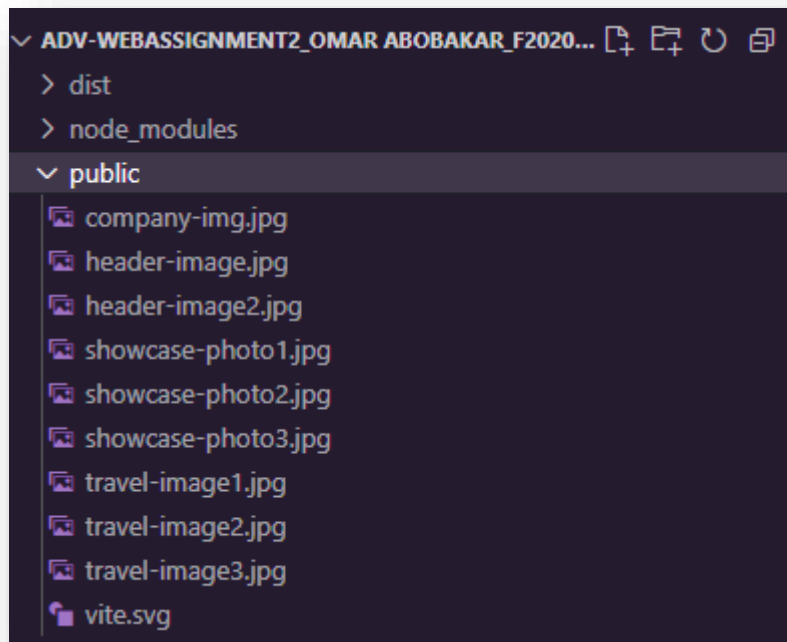 ADV-WEBASSIGNMENT2_OMAR ABOBAKAR_F2020...
dist
node_modules
public
company-img.jpg
header-image.jpg
header-image2.jpg
showcase-photo1.jpg
showcase-photo2.jpg
showcase-photo3.jpg
travel-image1.jpg
travel-image2.jpg
travel-image3.jpg
vite.svg